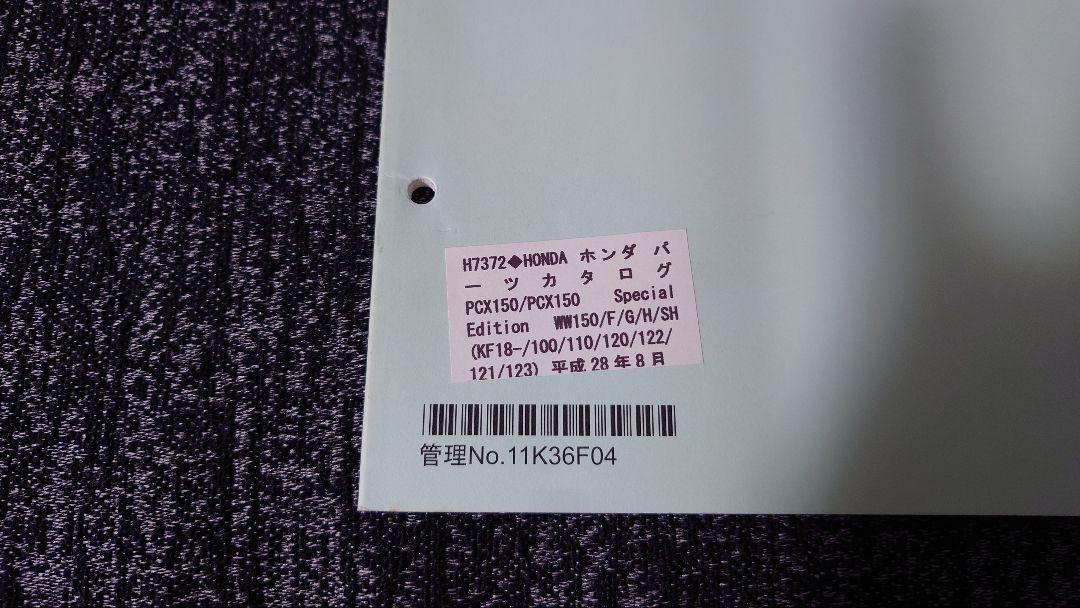 H7372◆HONDA ホンダ パ
ーツカタログ
PCX150/PCX150 Special
Edition WW150/F/G/H/SH
(KF18-/100/110/120/122/
121/123) 平成28年8月
管理No.11K36F04